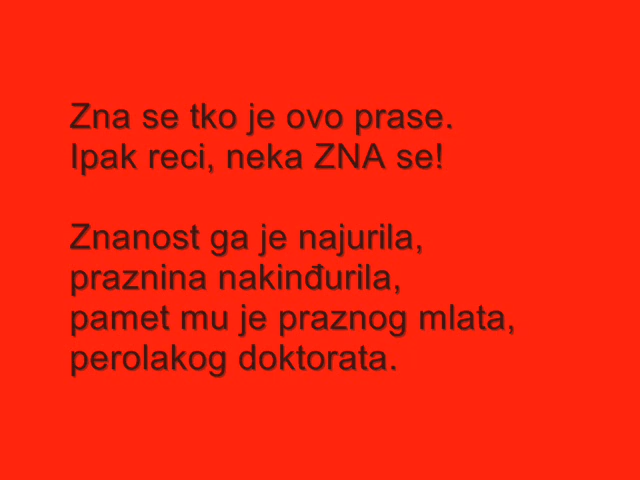 Zna se tko je ovo prase.
Ipak reci, neka ZNA se!
Znanost ga je najurila,
praznina nakinđurila,
pamet mu je praznog mlata,
perolakog doktorata.